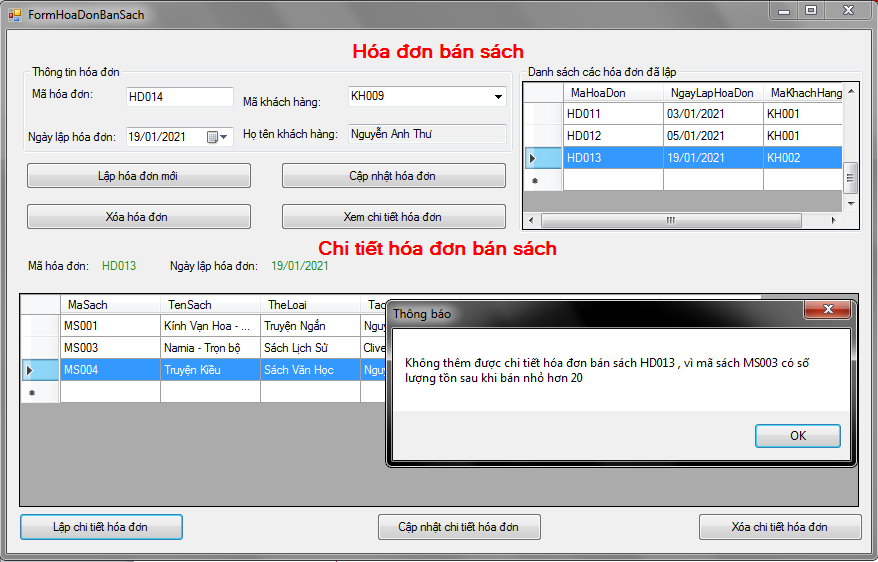 FormHoaDonBanSach
Hóa đơn bán sách
Thông tin hóa đơn
Mã hóa đơn: HD014 Mã khách hàng: KH009
Ngày lập hóa đơn: 19/01/2021 Họ tên khách hàng: Nguyễn Anh Thư
Lập hóa đơn mới Cập nhật hóa đơn
Xóa hóa đơn Xem chi tiết hóa đơn
Danh sách các hóa đơn đã lập
MaHoaDon NgayLapHoaDon MaKhachHang
HD011 03/01/2021 KH001
HD012 05/01/2021 KH001
HD013 19/01/2021 KH002
Chi tiết hóa đơn bán sách
Mã hóa đơn: HD013 Ngày lập hóa đơn: 19/01/2021
MaSach TenSach TheLoai Tac
MS001 Kính Vạn Hoa - ... Truyện Ngắn Nguy
MS003 Narnia - Trọn bộ Sách Lịch Sử Clive
MS004 Truyện Kiều Sách Văn Học Nguy
Thông báo
Không thêm được chi tiết hóa đơn bán sách HD013 , vì mã sách MS003 có số
lượng tồn sau khi bán nhỏ hơn 20
OK
Lập chi tiết hóa đơn Cập nhật chi tiết hóa đơn Xóa chi tiết hóa đơn